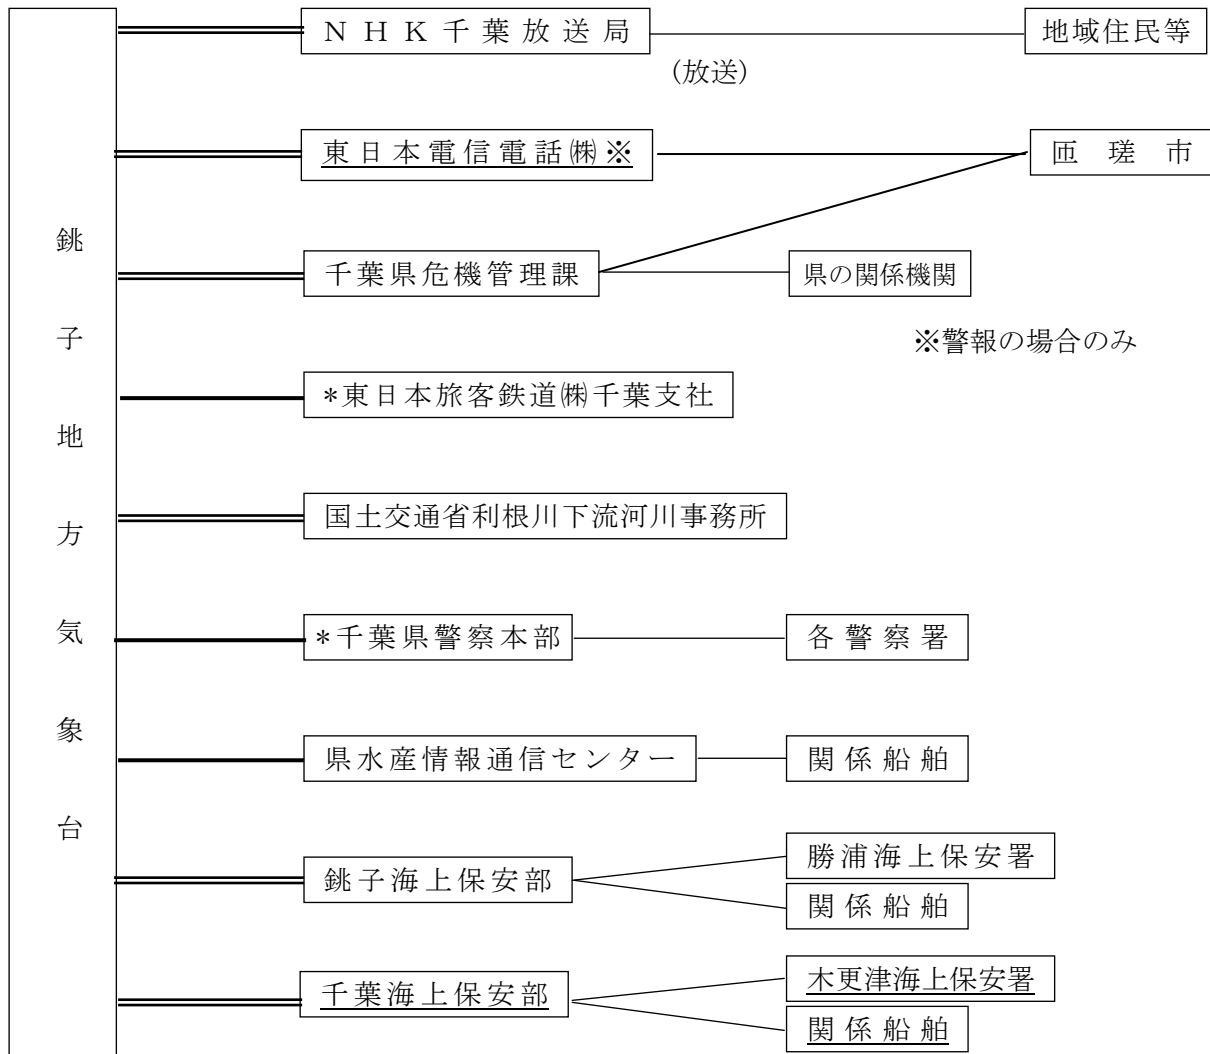 銚子地方気象台
NHK千葉放送局
地域住民等
(放送)
東日本電信電話㈱※
匝瑳市
千葉県危機管理課
県の関係機関
※警報の場合のみ
*東日本旅客鉄道㈱千葉支社
国土交通省利根川下流河川事務所
*千葉県警察本部
各警察署
県水産情報通信センター
関係船舶
銚子海上保安部
勝浦海上保安署
関係船舶
千葉海上保安部
木更津海上保安署
関係船舶